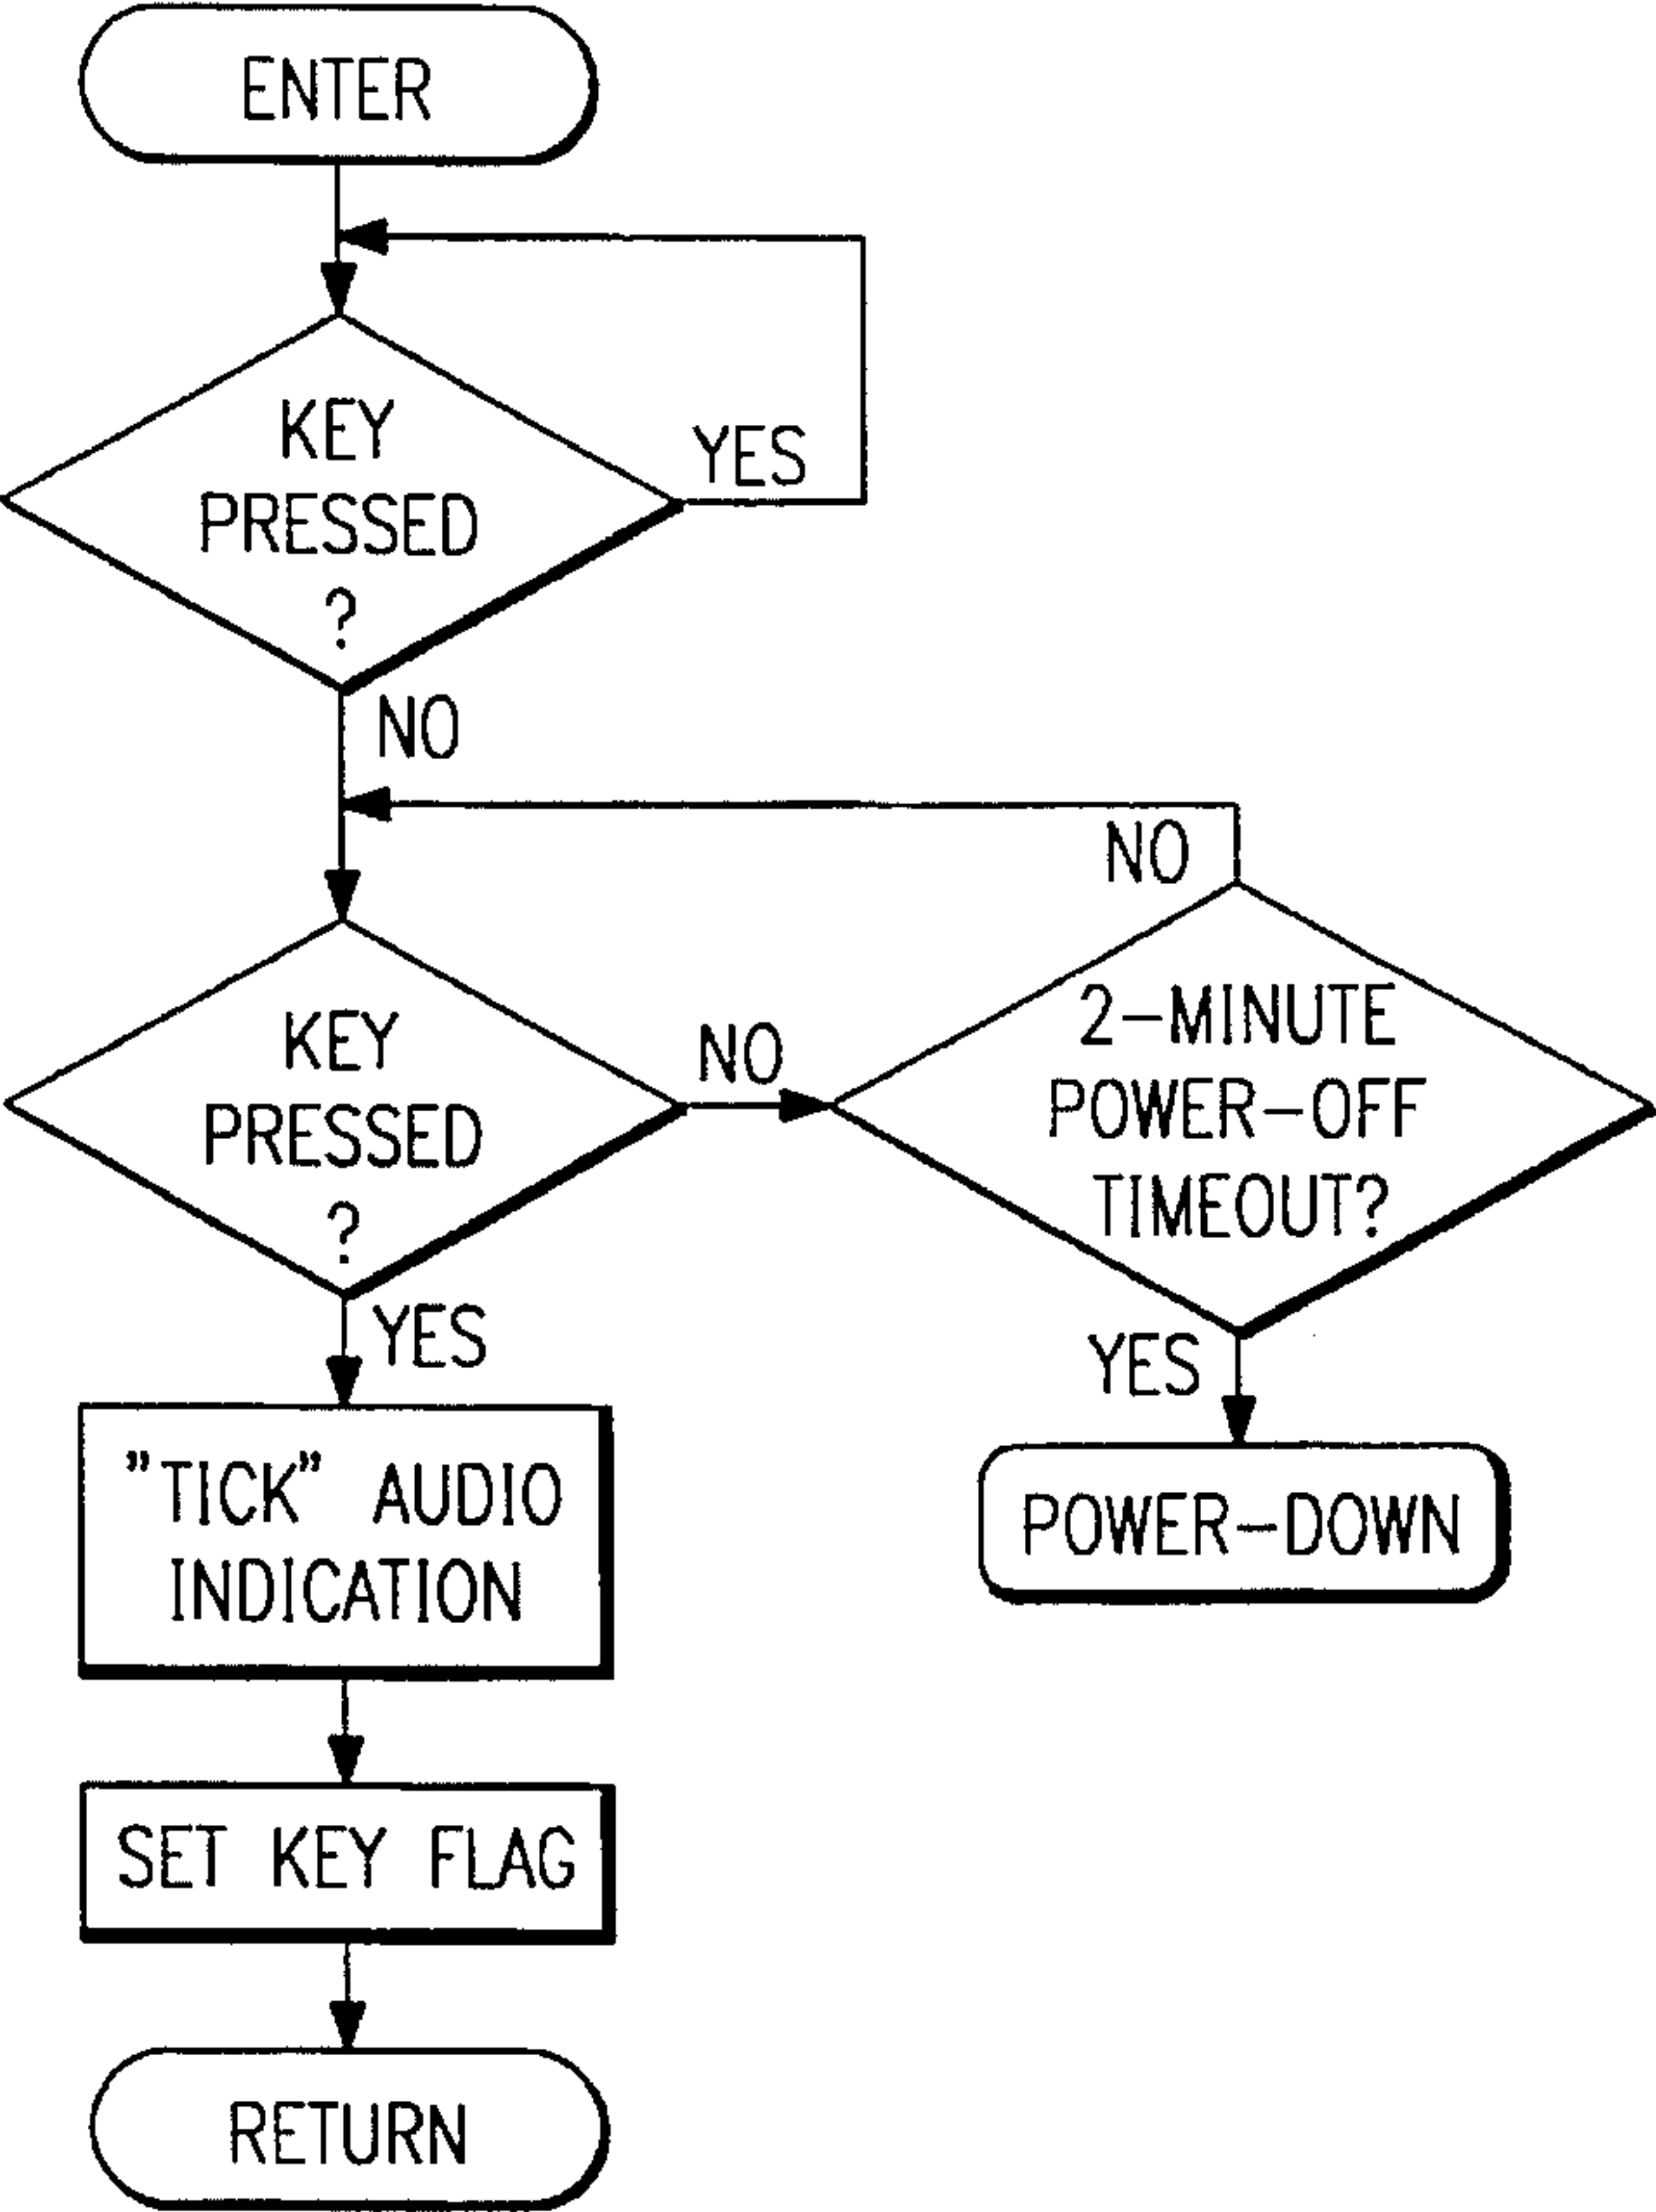 ENTER
KEY
PRESSED
?
YES
NO
NO
KEY
PRESSED
?
NO
2-MINUTE
POWER-OFF
TIMEOUT?
YES
YES
"TICK" AUDIO
INDICATION
POWER-DOWN
SET KEY FLAG
RETURN